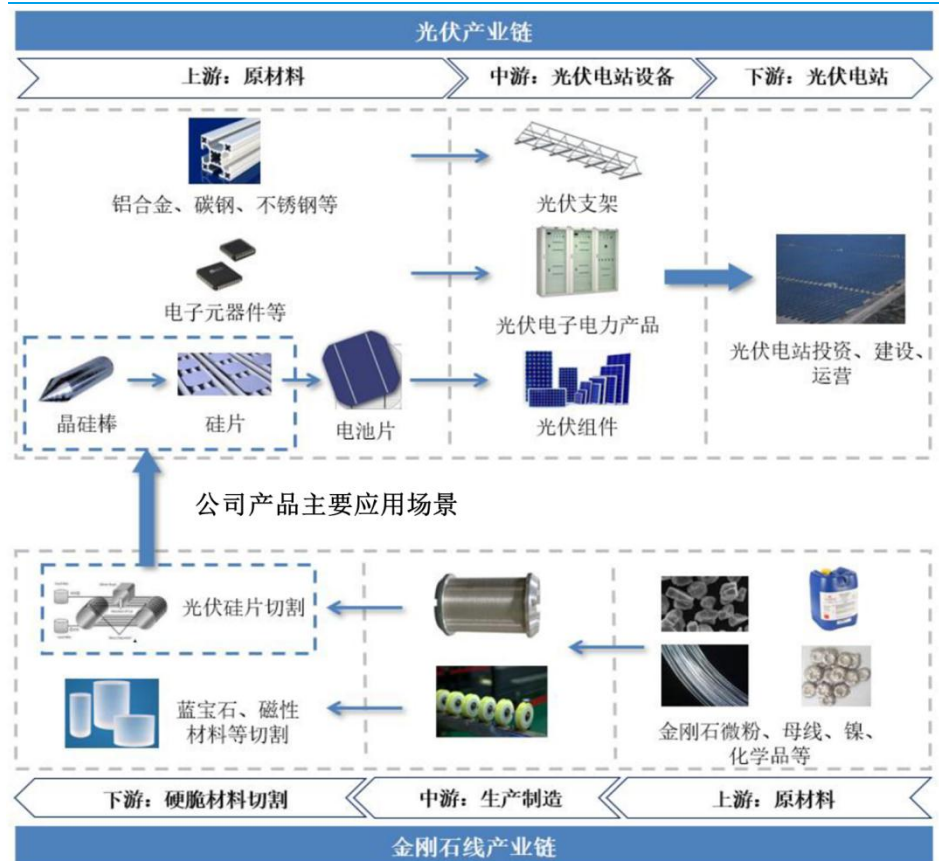 光伏产业链
上游：原材料
中游：光伏电站设备
下游：光伏电站
铝合金、碳钢、不锈钢等
光伏支架
电子元器件等
光伏电子电力产品
光伏电站投资、建设、
运营
晶硅棒
硅片
电池片
光伏组件
公司产品主要应用场景
光伏硅片切割
蓝宝石、磁性
材料等切割
金刚石微粉、母线、镍、
化学品等
下游：硬脆材料切割
中游：生产制造
上游：原材料
金刚石线产业链